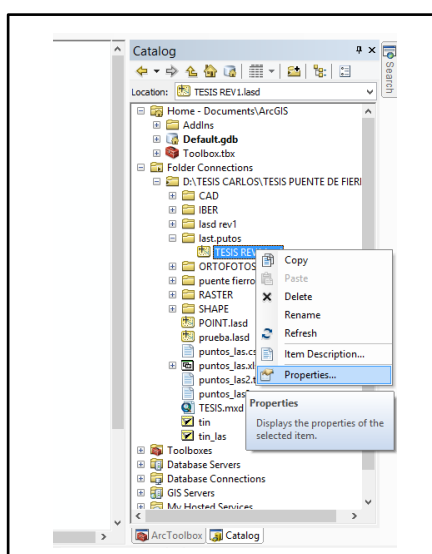 Catalog
Search
Location: TESIS REV1.lasd
Home - Documents\ArcGIS
AddIns
Default.gdb
Toolbox.tbx
Folder Connections
D:\TESIS CARLOS\TESIS PUENTE DE FIERI
CAD
IBER
lasd rev1
last.putos
TESIS REV
ORTOFOTOS
puente fierro
RASTER
SHAPE
POINT.lasd
prueba.lasd
puntos_las.cs
puntos_las.xl
puntos_las2.t
puntos_las
TESIS.mxd
tin
tin_las
Toolboxes
Database Servers
Database Connections
GIS Servers
My Hosted Services
Copy
Paste
Delete
Rename
Refresh
Item Description...
Properties...
Properties
Displays the properties of the
selected item.
ArcToolbox
Catalog